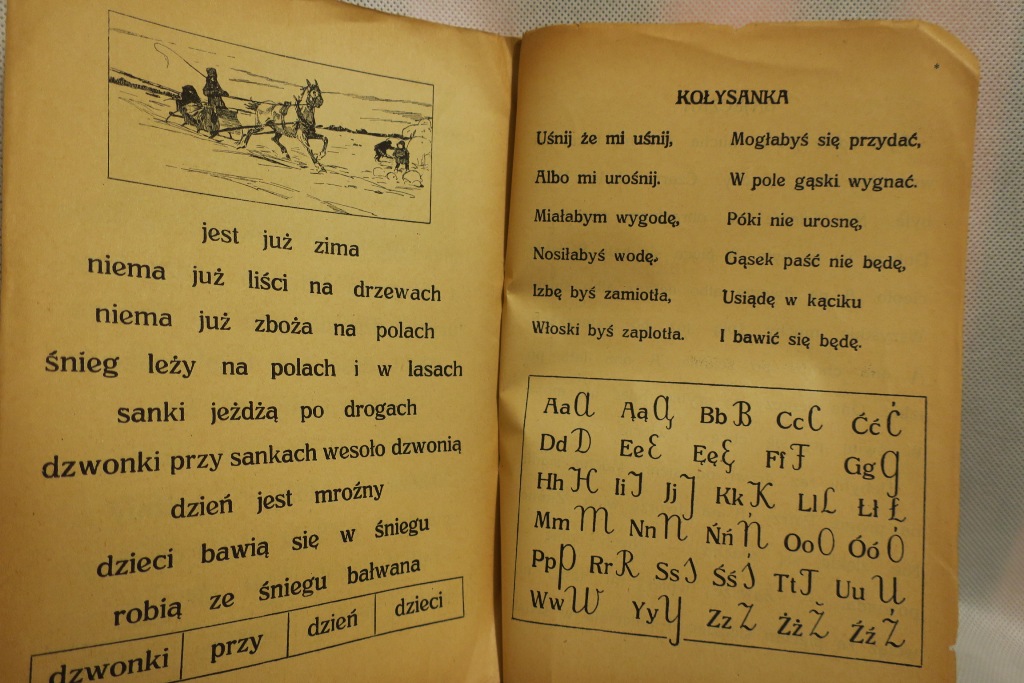 jest już zima
niema już liści na drzewach
niema już zboża na polach
śnieg leży na polach i w lasach
sanki jeżdżą po drogach
dzwonki przy sankach wesoło dzwonią
dzień jest mroźny
dzieci bawią się w śniegu
robią ze śniegu bałwana
dzwonki przy dzień dzieci
KOŁYSANKA
Uśnij że mi uśnij,
Albo mi urośnij.
Miałabym wygodę,
Nosiłabyś wodę.
Izbę byś zamiotła,
Włoski byś zaplotła.
Mogłabyś się przydać,
W pole gąski wygnać.
Póki nie urosnę,
Gąsek paść nie będę,
Usiądę w kąciku
I bawić się będę.
Aa A Ąą Ą Bb B Cc C Ćć Ć
Dd D Ee E Ęę Ę Ff F Gg G
Hh H Ii I Jj J Kk K Ll L Łł Ł
Mm M Nn N Ńń Ń Oo O Óó Ó
Pp P Rr R Ss S Śś Ś Tt T Uu U
Ww W Yy Y Zz Z Żż Ż Źź Ź